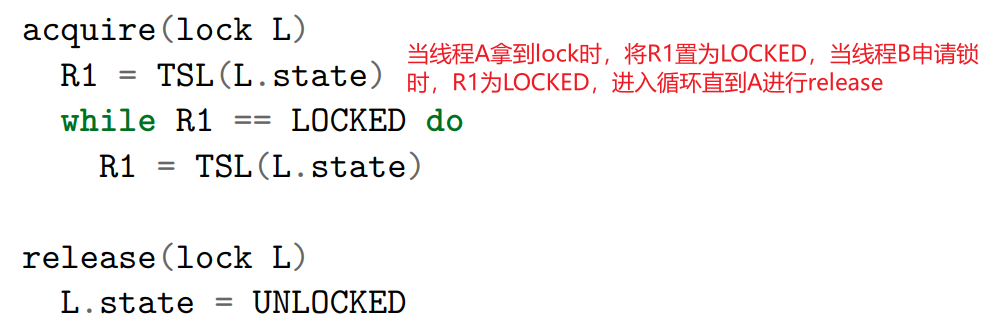 acquire(lock L)
当线程A拿到lock时，将R1置为LOCKED，当线程B申请锁
R1 = TSL(L.state)
时，R1为LOCKED，进入循环直到A进行release
while R1 == LOCKED do
R1 = TSL(L.state)
release(lock L)
L.state = UNLOCKED